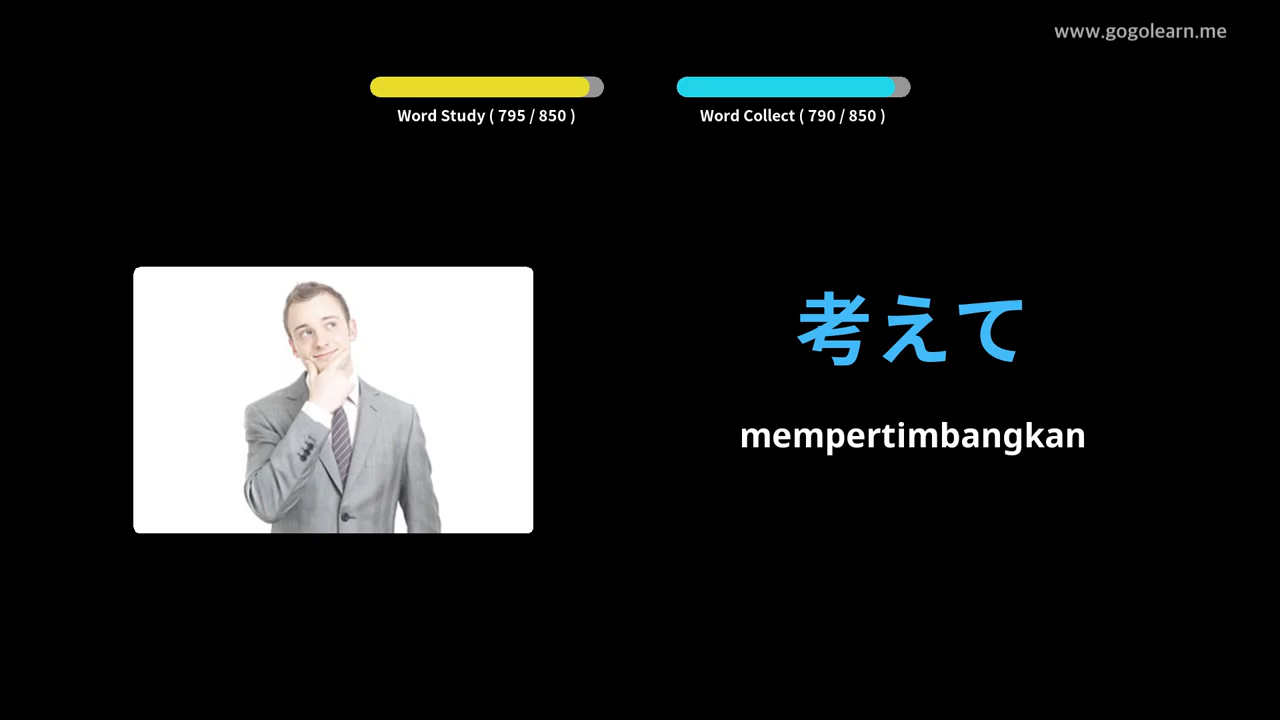 www.gogolearn.me
Word Study ( 795 / 850 )
Word Collect ( 790 / 850 )
考えて
mempertimbangkan